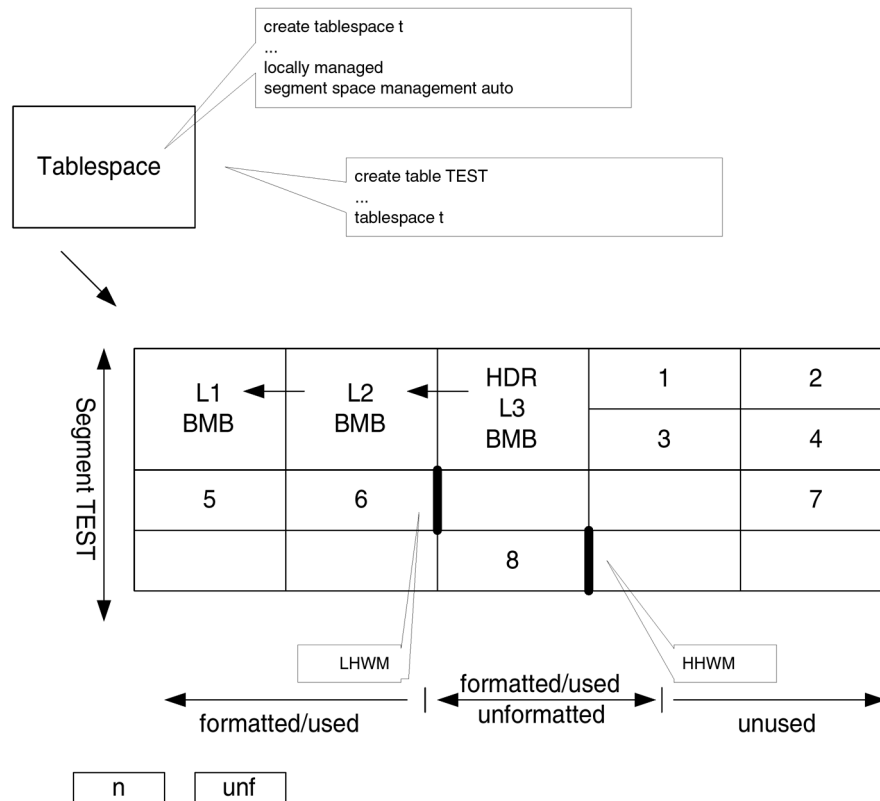 create tablespace t
...
locally managed
segment space management auto
Tablespace
create table TEST
...
tablespace t
Segment TEST
L1
BMB
L2
BMB
HDR
L3
BMB
1
2
3
4
5
6
7
8
LHWM
HHWM
formatted/used
formatted/used
unformatted
unused
n
unf